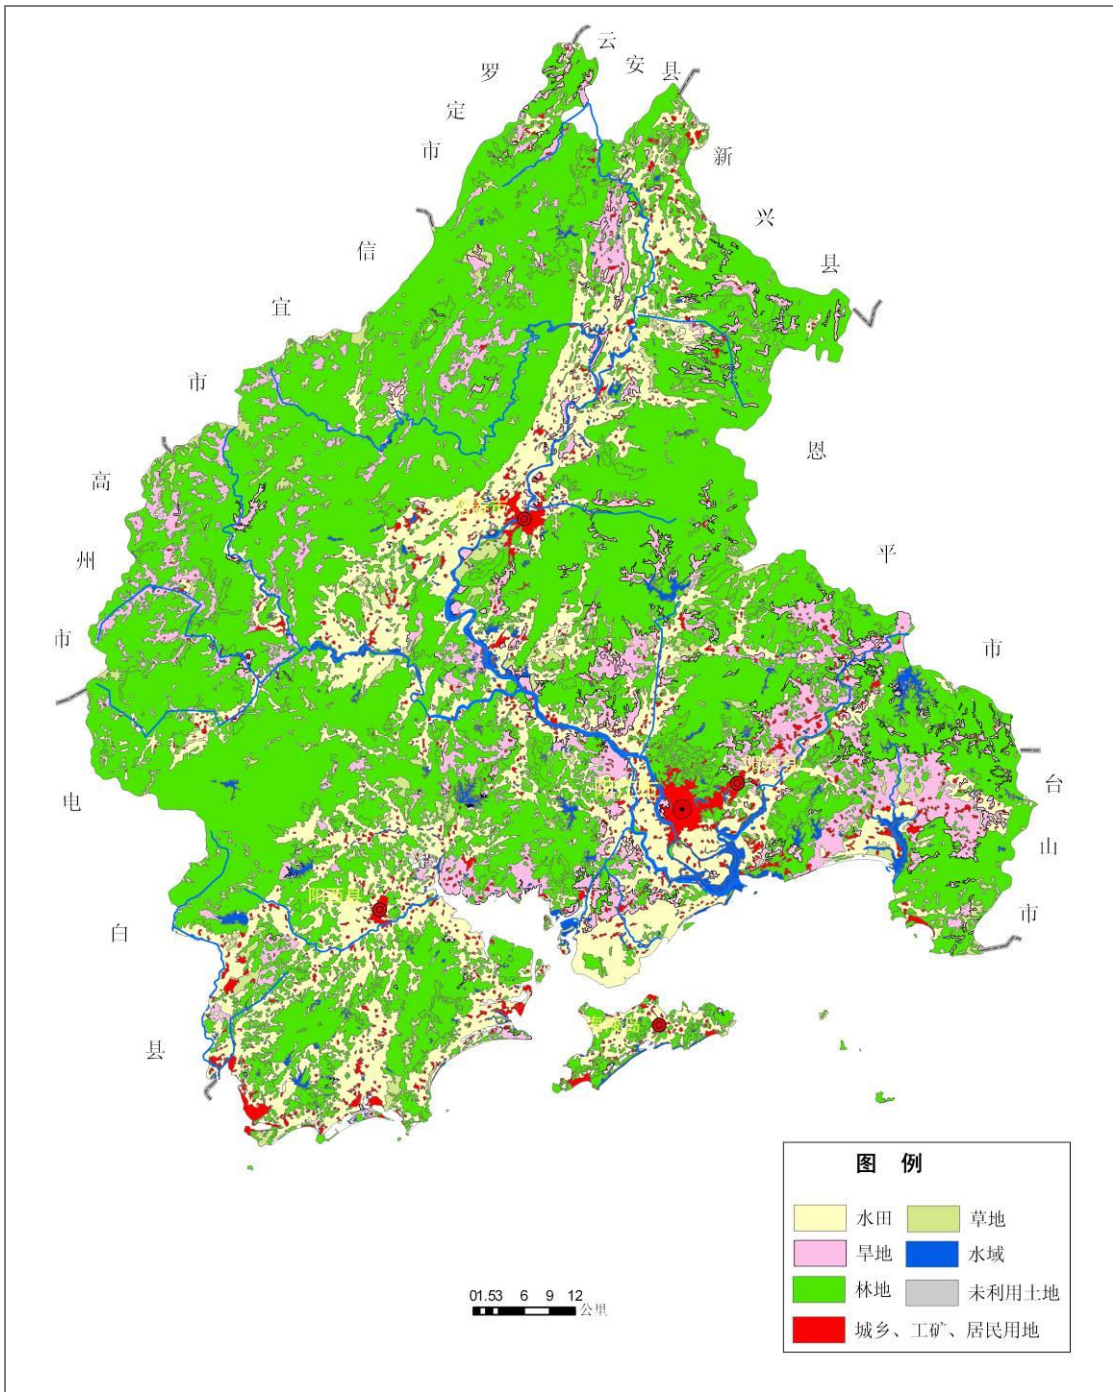 云安县
罗定市
新兴县
信宜市
高州市
恩平市
台山市
电白县
阳西县
图 例
水田
草地
旱地
水域
林地
未利用土地
城乡、工矿、居民用地
01.53 6 9 12
公里